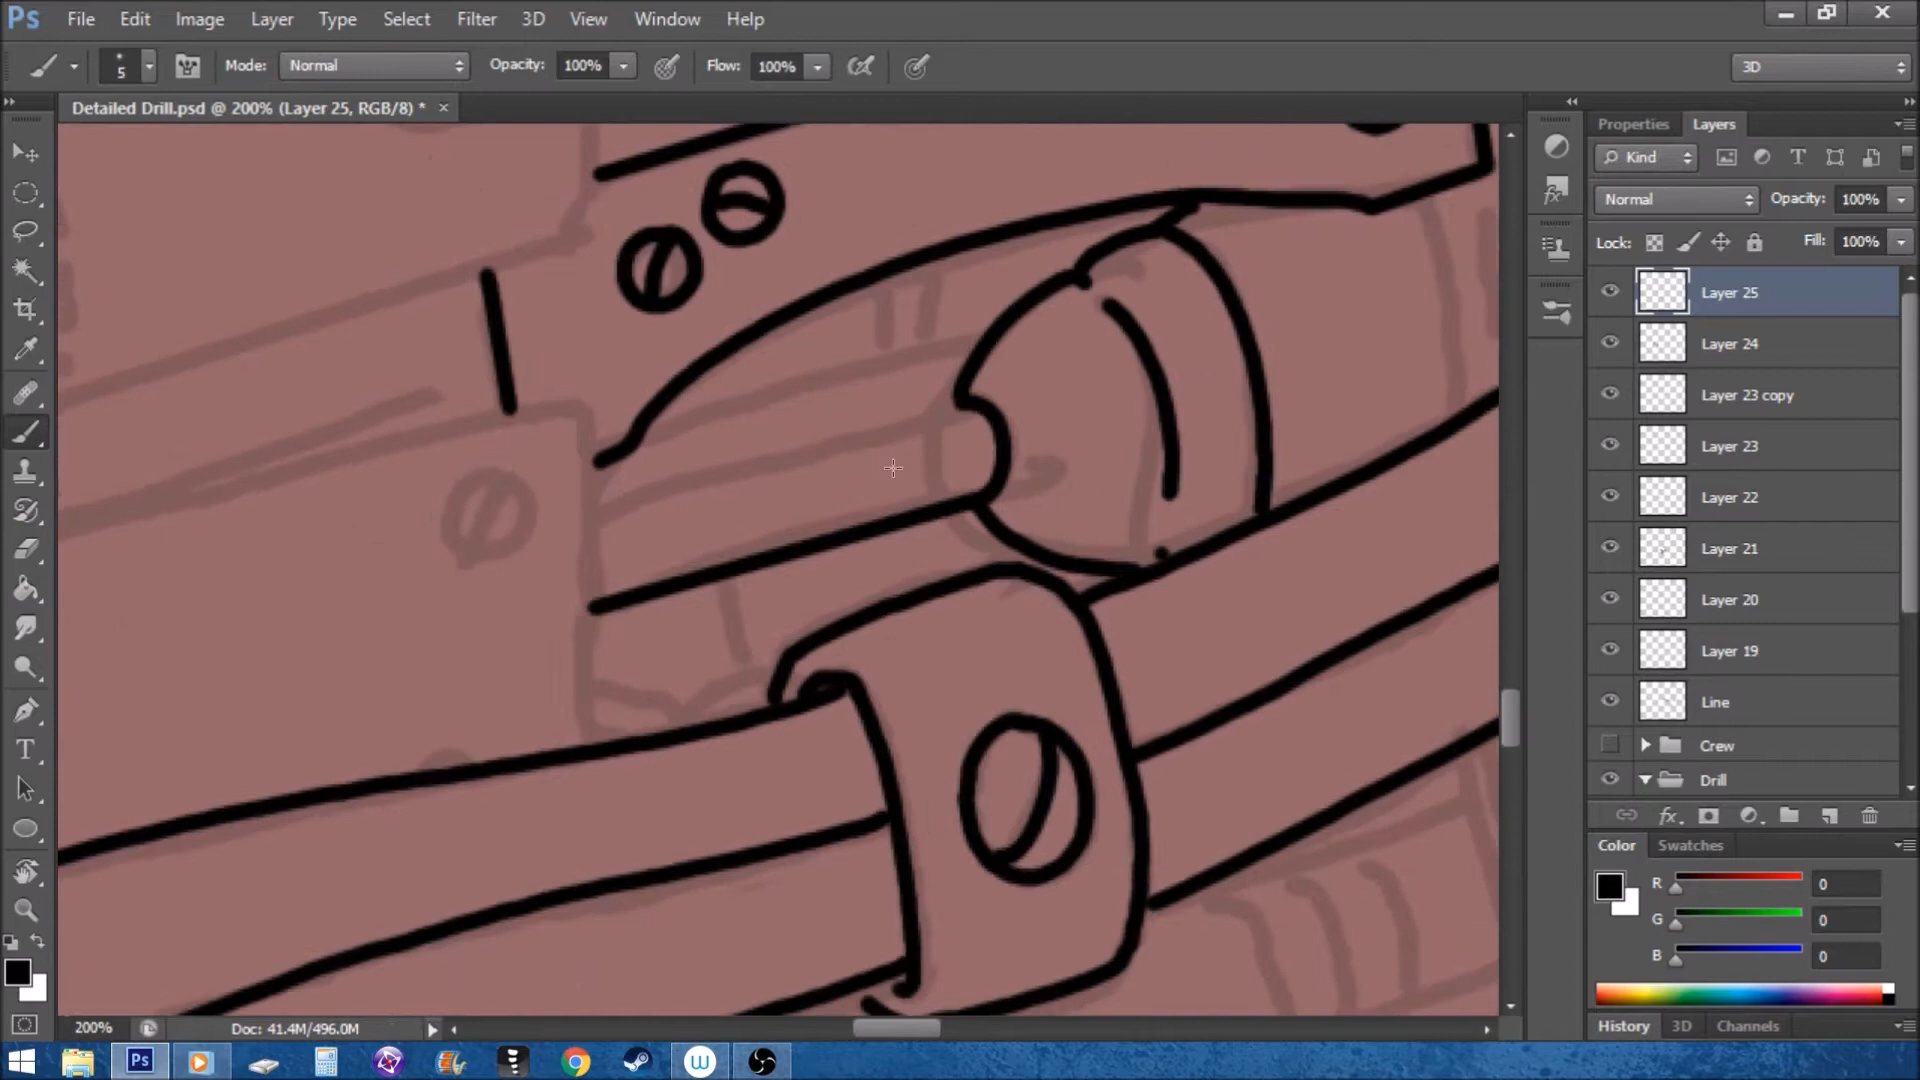 Ps File Edit Image Layer Type Select Filter 3D View Window Help
5 Mode: Normal Opacity: 100% Flow: 100% 3D
Detailed Drill.psd @ 200% (Layer 25, RGB/8) * ×
Properties Layers
Kind
Normal Opacity: 100%
Lock: Fill: 100%
Layer 25
Layer 24
Layer 23 copy
Layer 23
Layer 22
Layer 21
Layer 20
Layer 19
Line
Crew
Drill
fx
Color Swatches
R 0
G 0
B 0
200% Doc: 41.4M/496.0M
History 3D Channels
Ps W